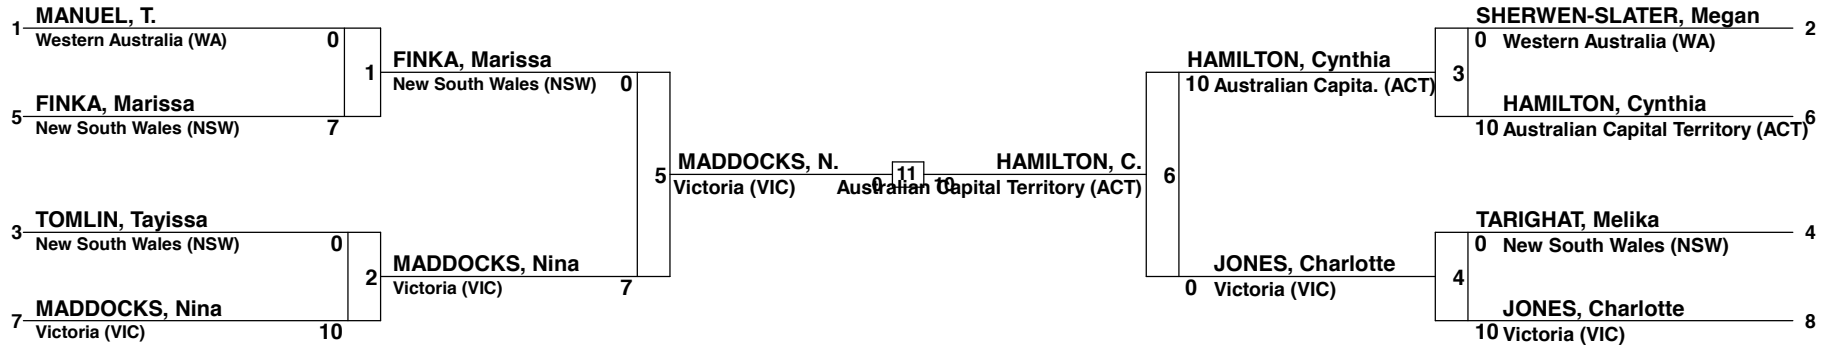 1
MANUEL, T.
Western Australia (WA)
0
5
FINKA, Marissa
New South Wales (NSW)
7
1
FINKA, Marissa
New South Wales (NSW)
0
3
TOMLIN, Tayissa
New South Wales (NSW)
0
7
MADDOCKS, Nina
Victoria (VIC)
10
2
MADDOCKS, Nina
Victoria (VIC)
7
5
MADDOCKS, N.
Victoria (VIC)
0
11
HAMILTON, C.
10
Australian Capital Territory (ACT)
6
HAMILTON, Cynthia
10 Australian Capita. (ACT)
3
SHERWEN-SLATER, Megan
2
0 Western Australia (WA)
HAMILTON, Cynthia
6
10 Australian Capital Territory (ACT)
JONES, Charlotte
0 Victoria (VIC)
4
TARIGHAT, Melika
4
0 New South Wales (NSW)
JONES, Charlotte
8
10 Victoria (VIC)